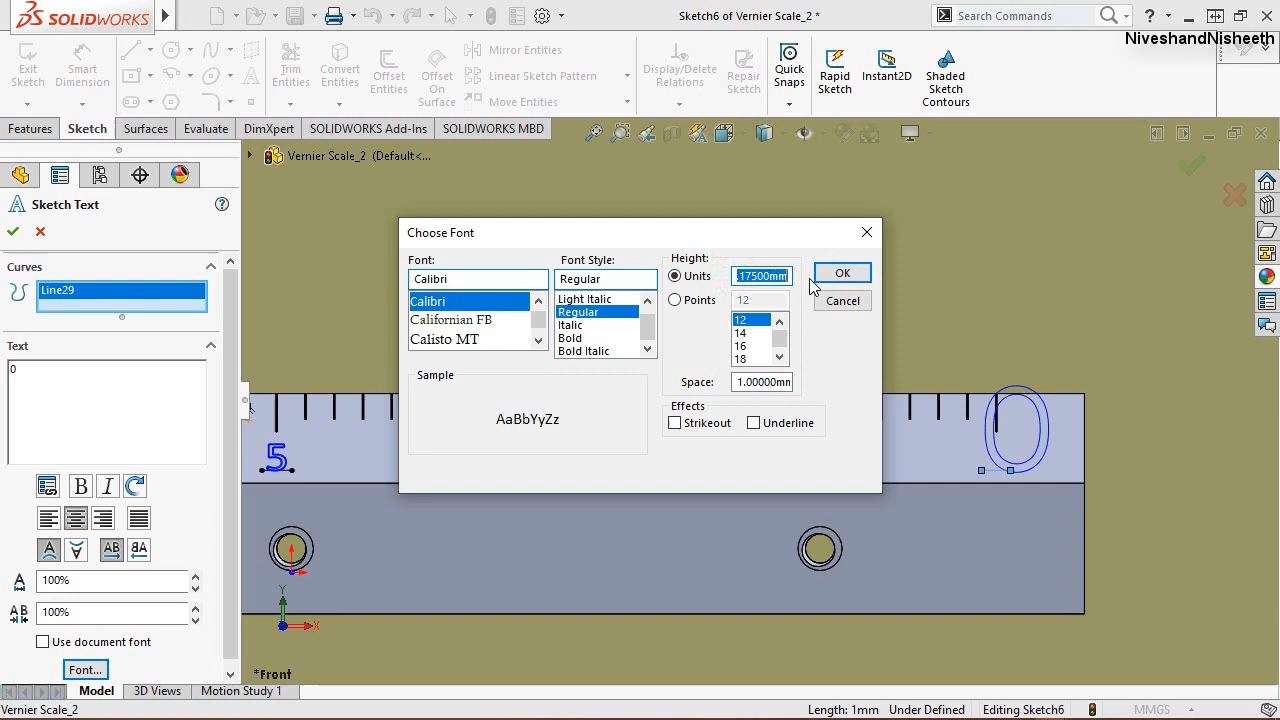 SOLIDWORKS
Sketch6 of Vernier Scale_2 *
Search Commands
NiveshandNisheeth
Exit Sketch
Smart Dimension
Trim Entities
Convert Entities
Offset Entities
Offset On Surface
Mirror Entities
Linear Sketch Pattern
Move Entities
Display/Delete Relations
Repair Sketch
Quick Snaps
Rapid Sketch
Instant2D
Shaded Sketch Contours
Features
Sketch
Surfaces
Evaluate
DimXpert
SOLIDWORKS Add-Ins
SOLIDWORKS MBD
Vernier Scale_2 (Default<...
Sketch Text
Curves
Line29
Text
0
100%
100%
Use document font
Font...
Choose Font
Font:
Calibri
Calibri
Californian FB
Calisto MT
Font Style:
Regular
Light Italic
Regular
Italic
Bold
Bold Italic
Height:
Units
.17500mm
Points
12
12
14
16
18
Space:
1.00000mm
OK
Cancel
Sample
AaBbYyZz
Effects
Strikeout
Underline
5
0
Y
X
*Front
Model
3D Views
Motion Study 1
Vernier Scale_2
Length: 1mm
Under Defined
Editing Sketch6
MMGS